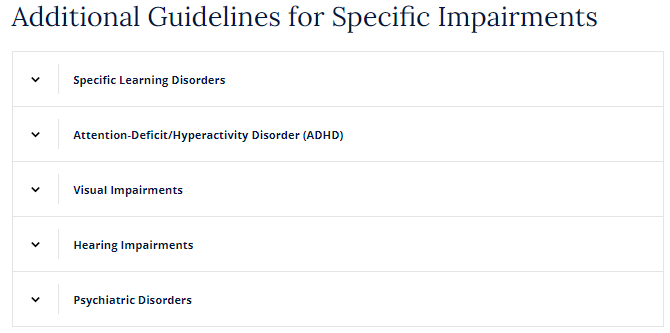 Additional Guidelines for Specific Impairments
Specific Learning Disorders
Attention-Deficit/Hyperactivity Disorder (ADHD)
Visual Impairments
Hearing Impairments
Psychiatric Disorders